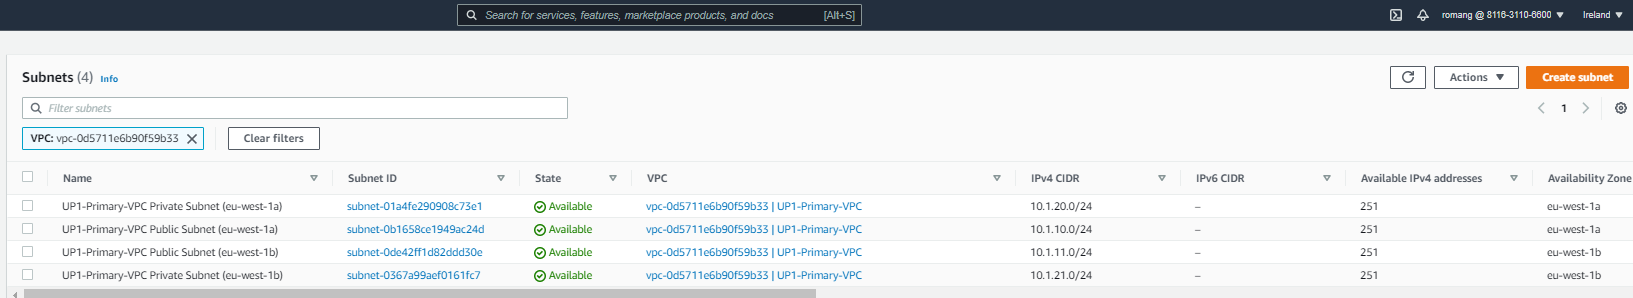 Search for services, features, marketplace products, and docs [Alt+S] romang @ 8116-3110-6600 Ireland
Subnets (4) Info Actions Create subnet
Filter subnets 1
VPC: vpc-0d5711e6b90f59b33 Clear filters
Name Subnet ID State VPC IPv4 CIDR IPv6 CIDR Available IPv4 addresses Availability Zone
UP1-Primary-VPC Private Subnet (eu-west-1a) subnet-01a4fe290908c73e1 Available vpc-0d5711e6b90f59b33 | UP1-Primary-VPC 10.1.20.0/24 – 251 eu-west-1a
UP1-Primary-VPC Public Subnet (eu-west-1a) subnet-0b1658ce1949ac24d Available vpc-0d5711e6b90f59b33 | UP1-Primary-VPC 10.1.10.0/24 – 251 eu-west-1a
UP1-Primary-VPC Public Subnet (eu-west-1b) subnet-0de42ff1d82ddd30e Available vpc-0d5711e6b90f59b33 | UP1-Primary-VPC 10.1.11.0/24 – 251 eu-west-1b
UP1-Primary-VPC Private Subnet (eu-west-1b) subnet-0367a99aef0161fc7 Available vpc-0d5711e6b90f59b33 | UP1-Primary-VPC 10.1.21.0/24 – 251 eu-west-1b